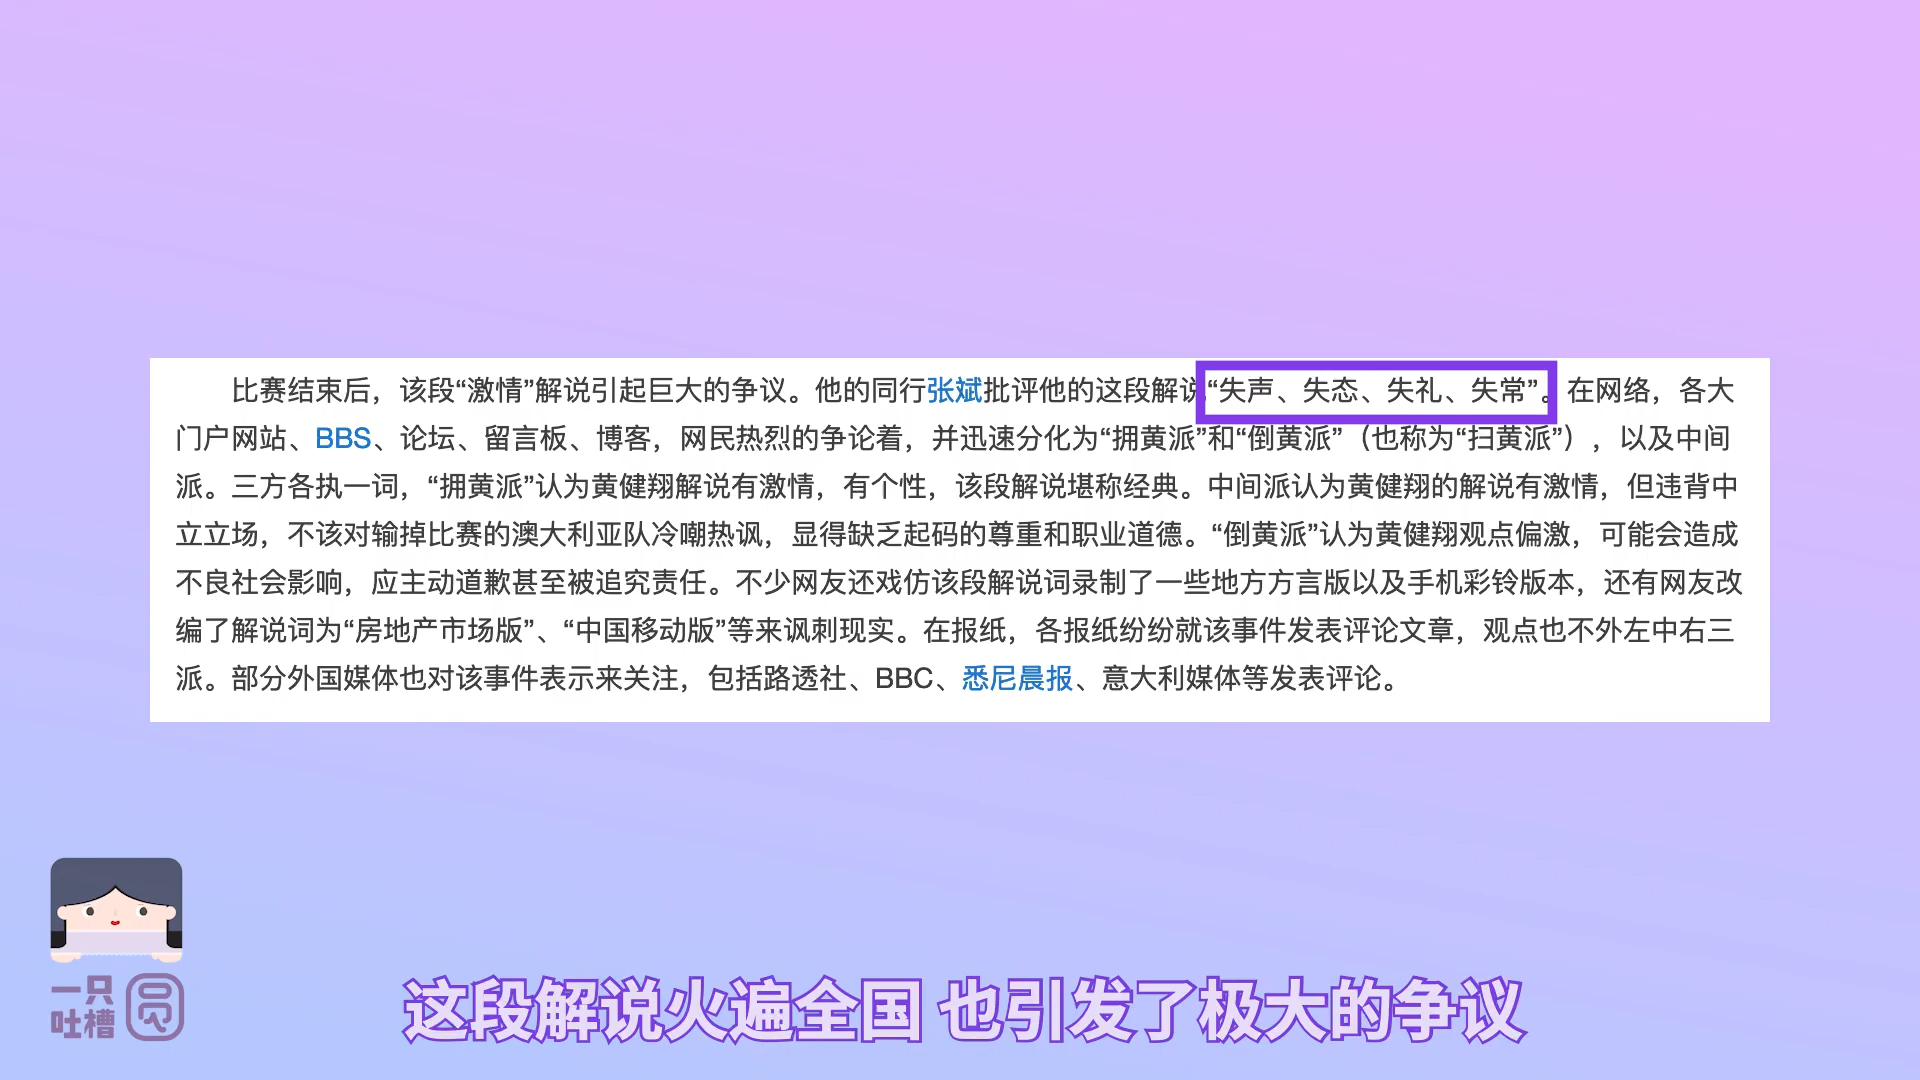 比赛结束后，该段“激情”解说引起巨大的争议。他的同行张斌批评他的这段解说“失声、失态、失礼、失常”。在网络，各大
门户网站、BBS、论坛、留言板、博客，网民热烈的争论着，并迅速分化为“拥黄派”和“倒黄派”（也称为“扫黄派”），以及中间
派。三方各执一词，“拥黄派”认为黄健翔解说有激情，有个性，该段解说堪称经典。中间派认为黄健翔的解说有激情，但违背中
立立场，不该对输掉比赛的澳大利亚队冷嘲热讽，显得缺乏起码的尊重和职业道德。“倒黄派”认为黄健翔观点偏激，可能会造成
不良社会影响，应主动道歉甚至被追究责任。不少网友还戏仿该段解说词录制了一些地方方言版以及手机彩铃版本，还有网友改
编了解说词为“房地产市场版”、“中国移动版”等来讽刺现实。在报纸，各报纸纷纷就该事件发表评论文章，观点也不外左中右三
派。部分外国媒体也对该事件表示来关注，包括路透社、BBC、悉尼晨报、意大利媒体等发表评论。
一只
吐槽
圆
这段解说火遍全国 也引发了极大的争议